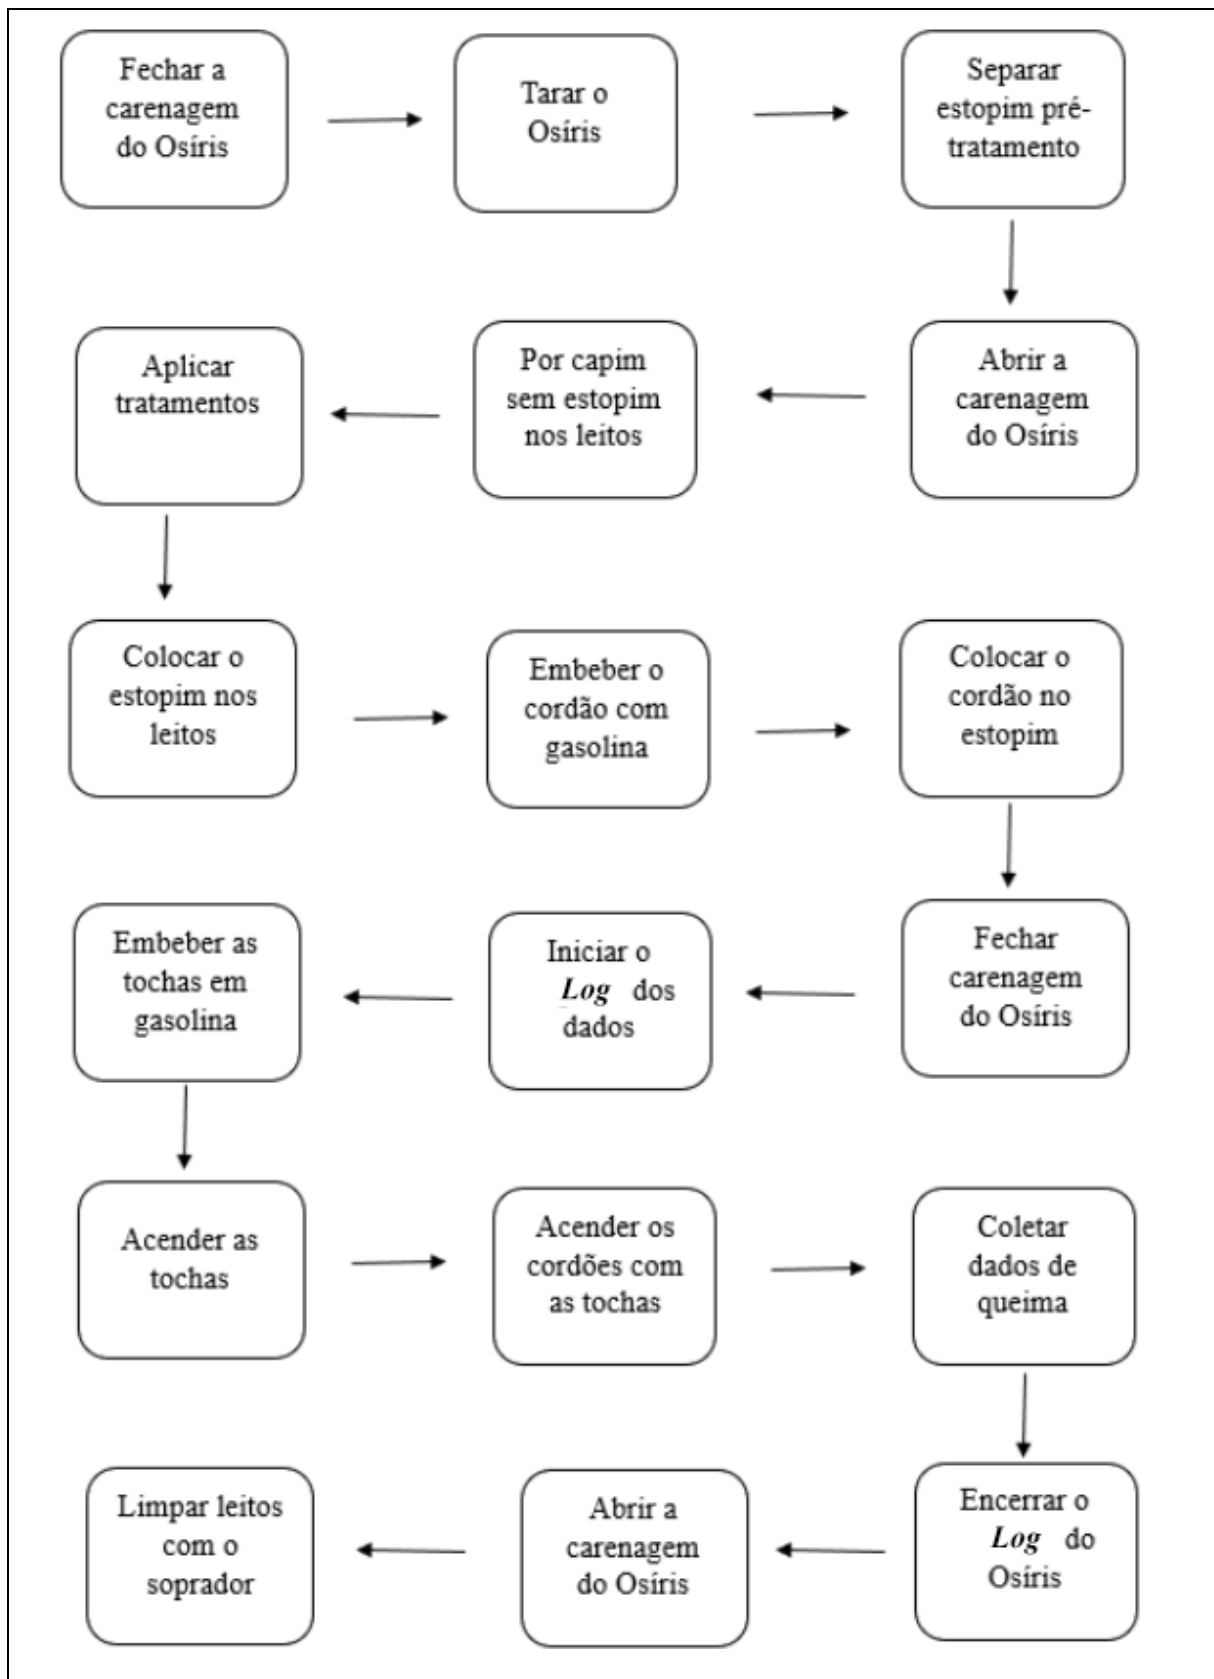 Fechar a
carenagem
do Osíris
Tarar o
Osíris
Separar
estopim pré-
tratamento
Abrir a
carenagem
do Osíris
Por capim
sem estopim
nos leitos
Aplicar
tratamentos
Colocar o
estopim nos
leitos
Embeber o
cordão com
gasolina
Colocar o
cordão no
estopim
Fechar
carenagem
do Osíris
Iniciar o
Log dos
dados
Embeber as
tochas em
gasolina
Acender as
tochas
Acender os
cordões com
as tochas
Coletar
dados de
queima
Encerrar o
Log do
Osíris
Abrir a
carenagem
do Osíris
Limpar leitos
com o
soprador